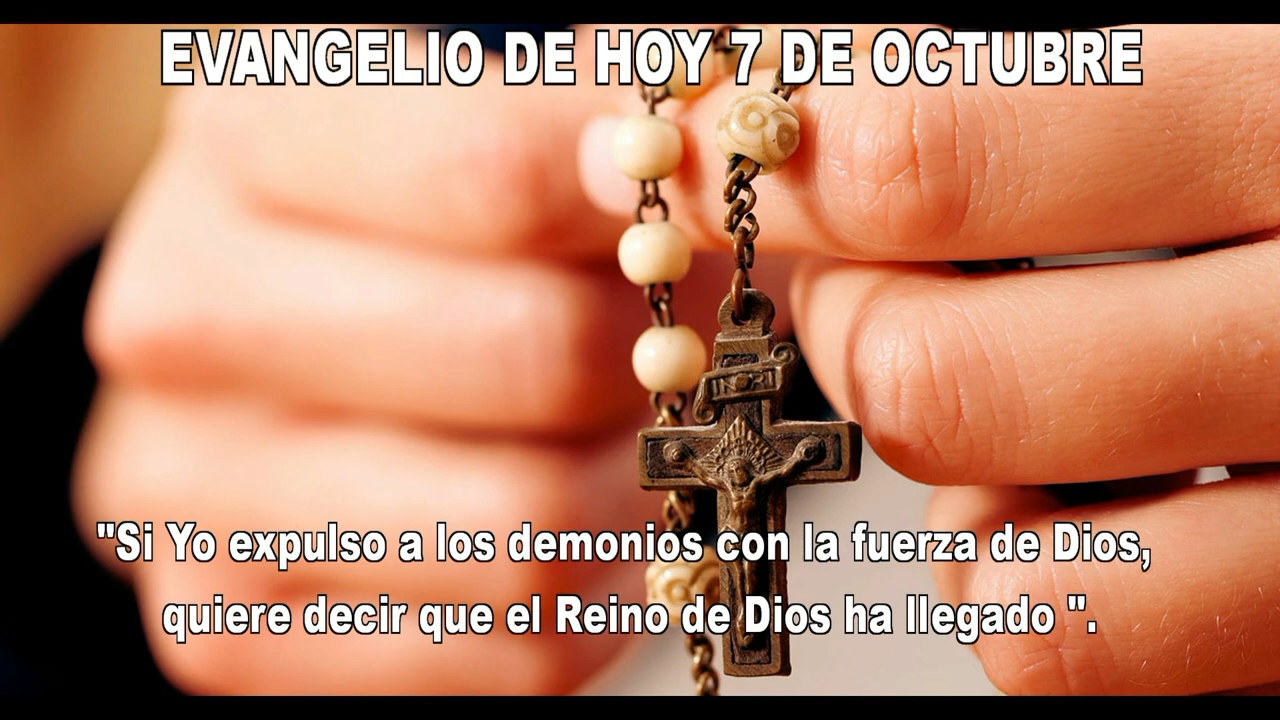 EVANGELIO DE HOY 7 DE OCTUBRE
INRI
"Si Yo expulso a los demonios con la fuerza de Dios,
quiere decir que el Reino de Dios ha llegado ".